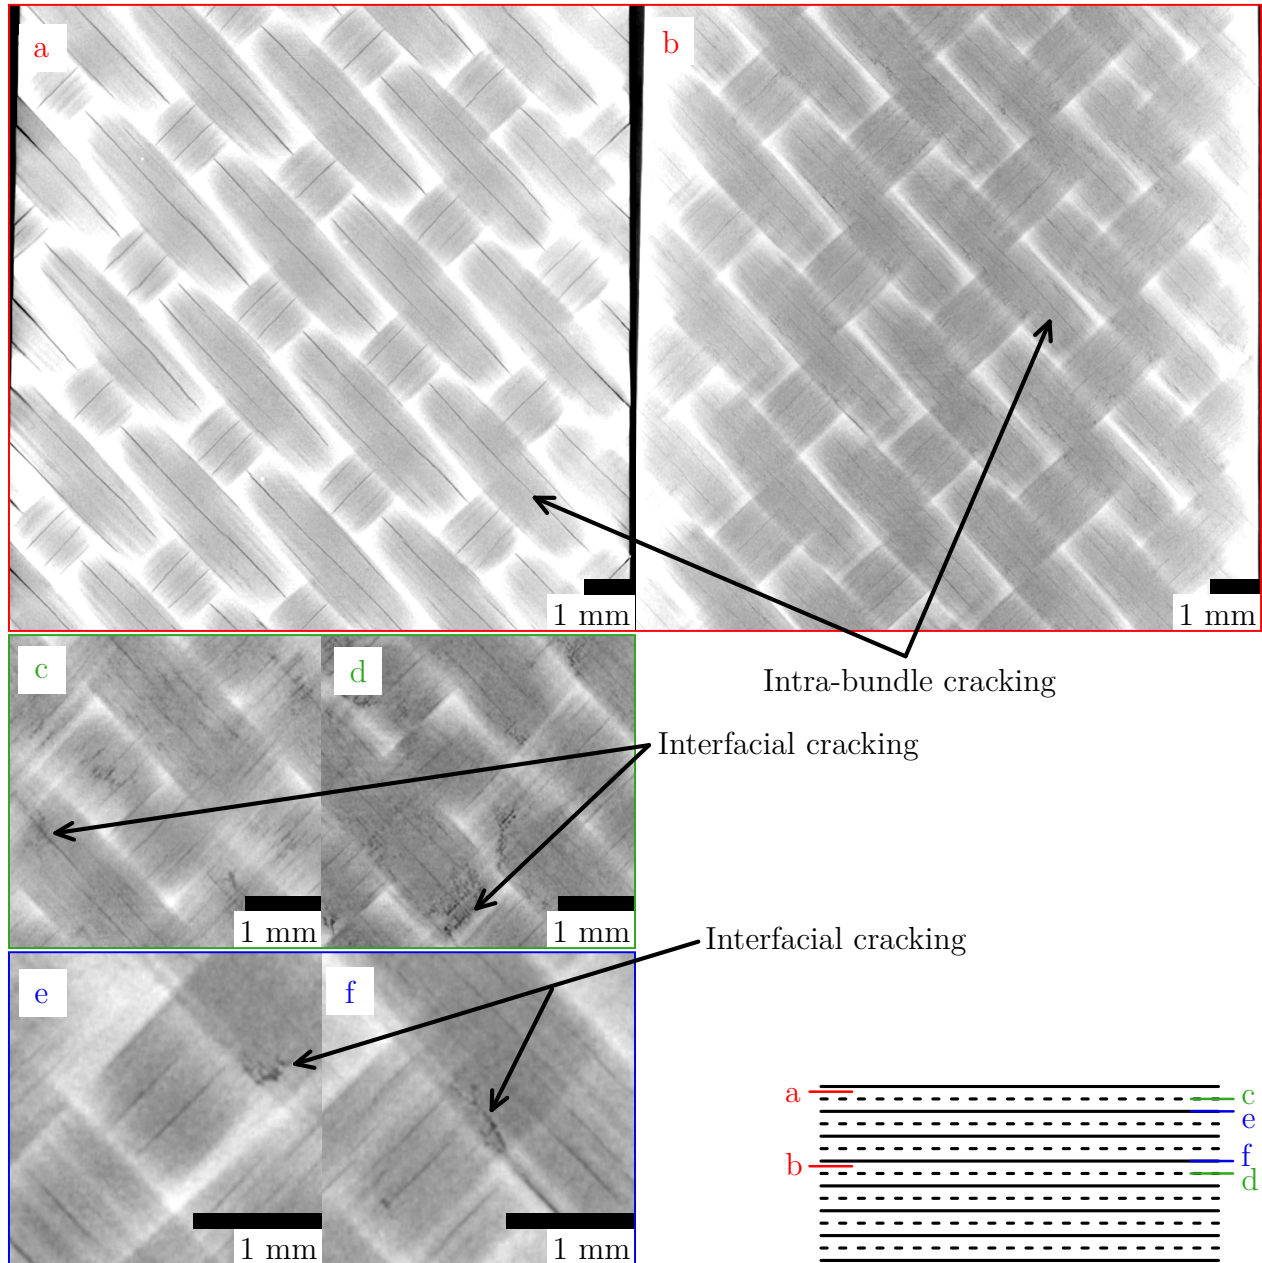 a
b
1 mm
1 mm
Intra-bundle cracking
c
d
Interfacial cracking
1 mm
1 mm
Interfacial cracking
e
f
1 mm
1 mm
a
c
e
b
f
d